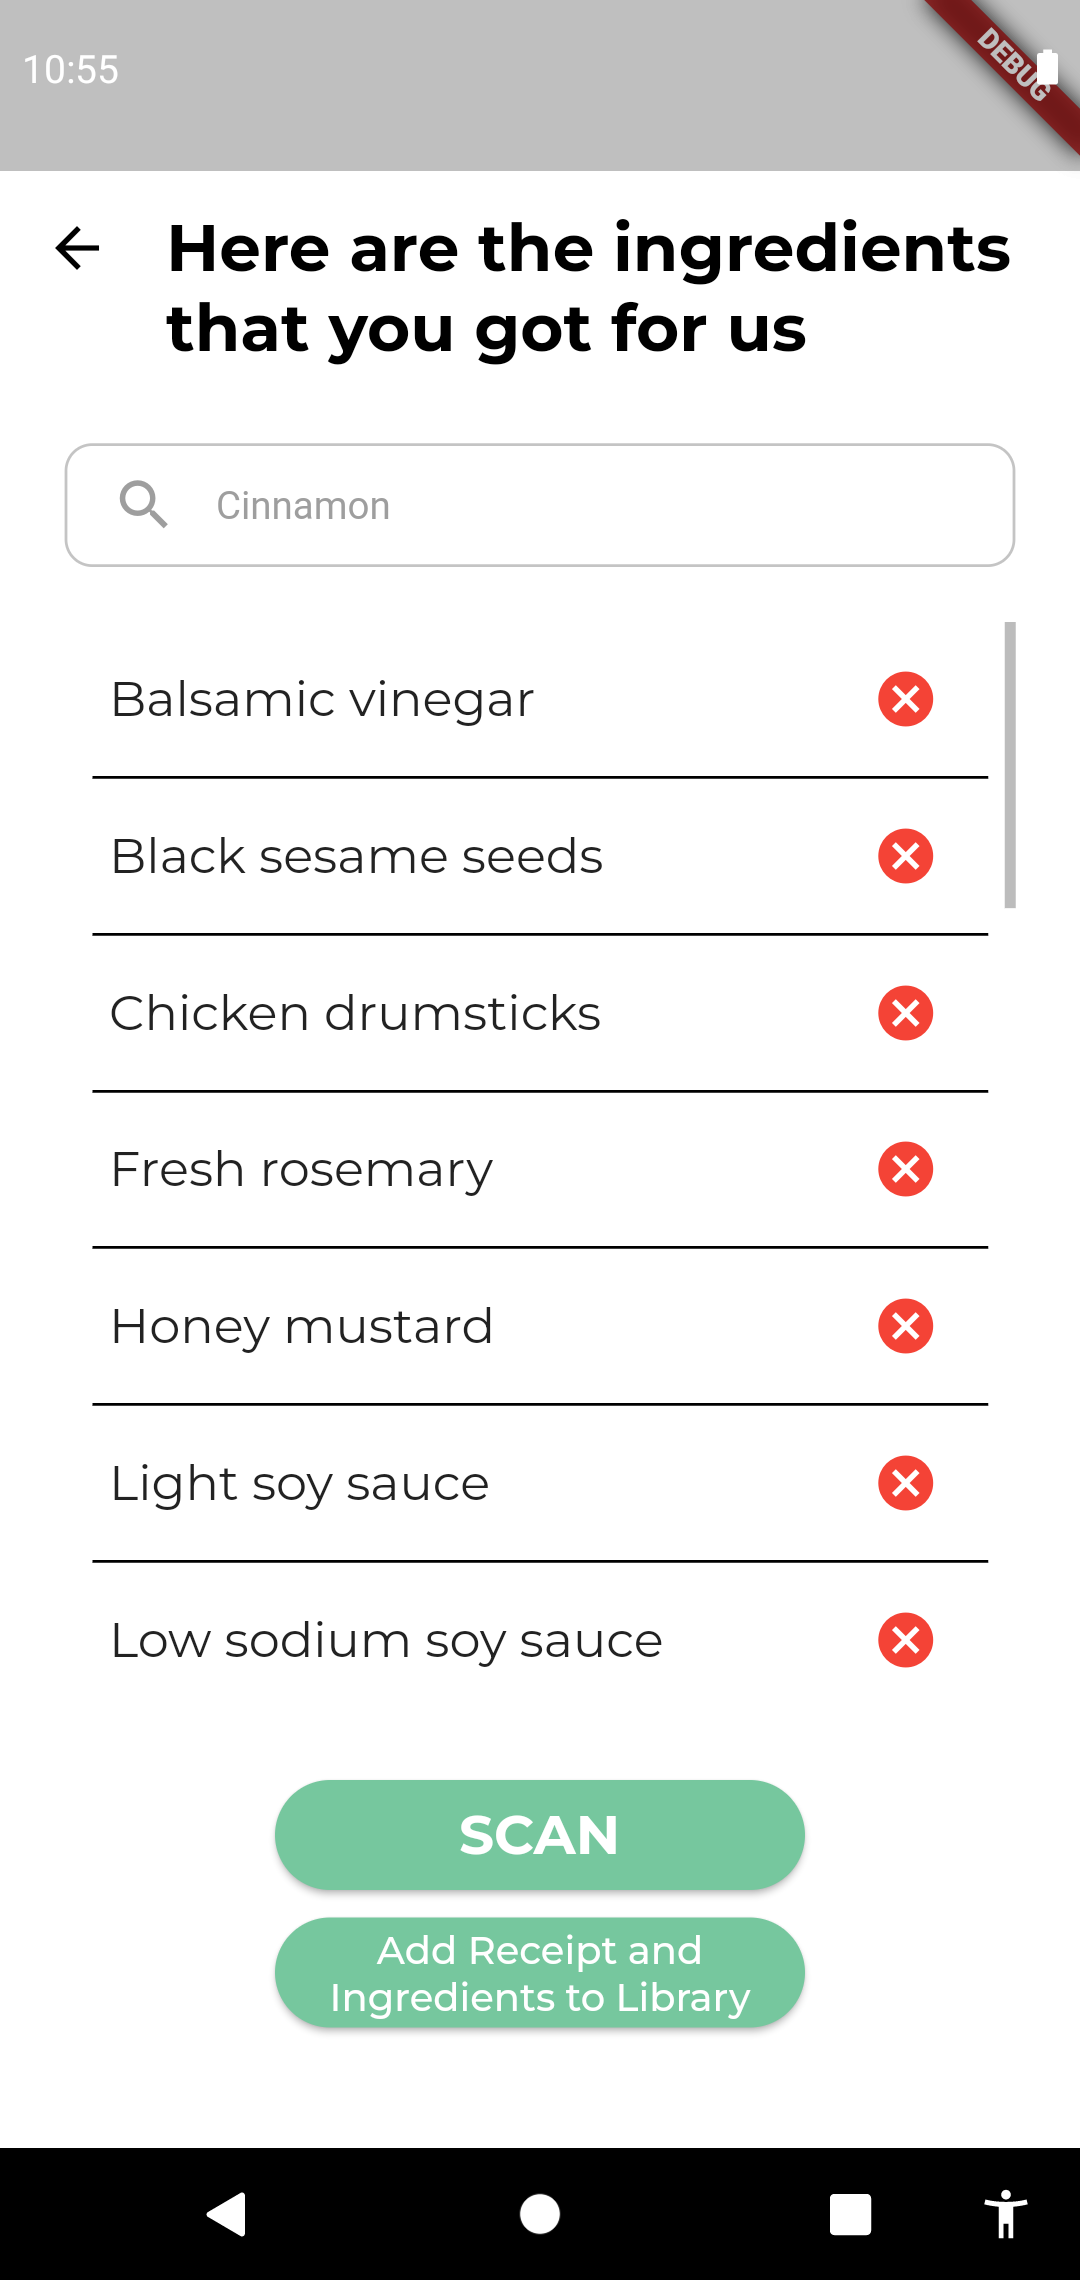 10:55
DEBUG
Here are the ingredients
that you got for us
Cinnamon
Balsamic vinegar
Black sesame seeds
Chicken drumsticks
Fresh rosemary
Honey mustard
Light soy sauce
Low sodium soy sauce
SCAN
Add Receipt and
Ingredients to Library